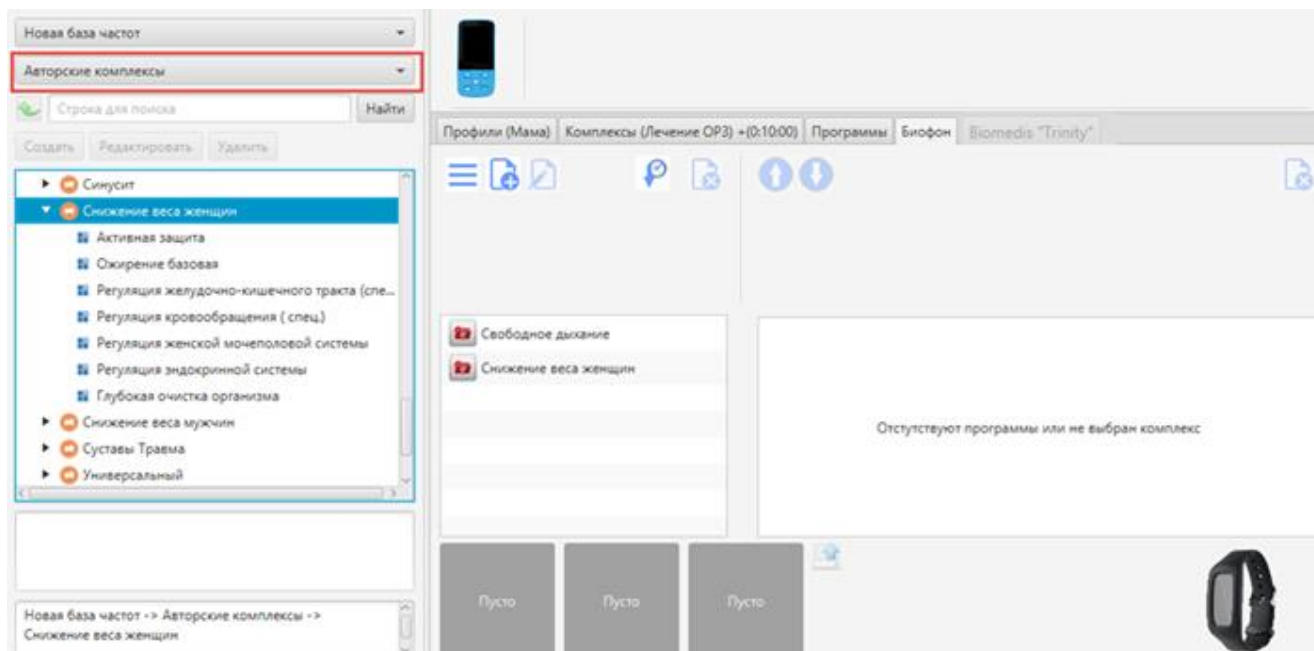 Новая база частот
Авторские комплексы
Строка для поиска
Найти
Создать Редактировать Удалить
Синусит
Снижение веса женщин
Активная защита
Ожирение базовая
Регуляция желудочно-кишечного тракта (спе...
Регуляция кровообращения ( спец.)
Регуляция женской мочеполовой системы
Регуляция эндокринной системы
Глубокая очистка организма
Снижение веса мужчин
Суставы Травма
Универсальный
Новая база частот -> Авторские комплексы ->
Снижение веса женщин
Профили (Мама) Комплексы (Лечение ОРЗ) +(0:10:00) Программы Биофон Biomedis "Trinity"
Свободное дыхание
Снижение веса женщин
Отстутствуют программы или не выбран комплекс
Пусто Пусто Пусто